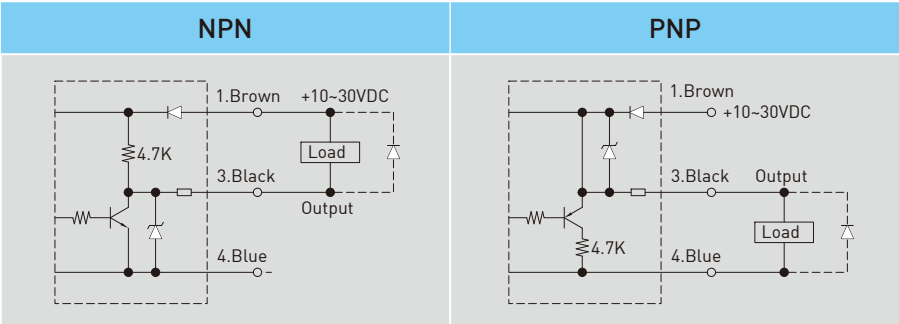 NPN
1.Brown +10~30VDC
4.7K
Load
3.Black
Output
4.Blue
PNP
1.Brown
+10~30VDC
3.Black Output
Load
4.7K
4.Blue